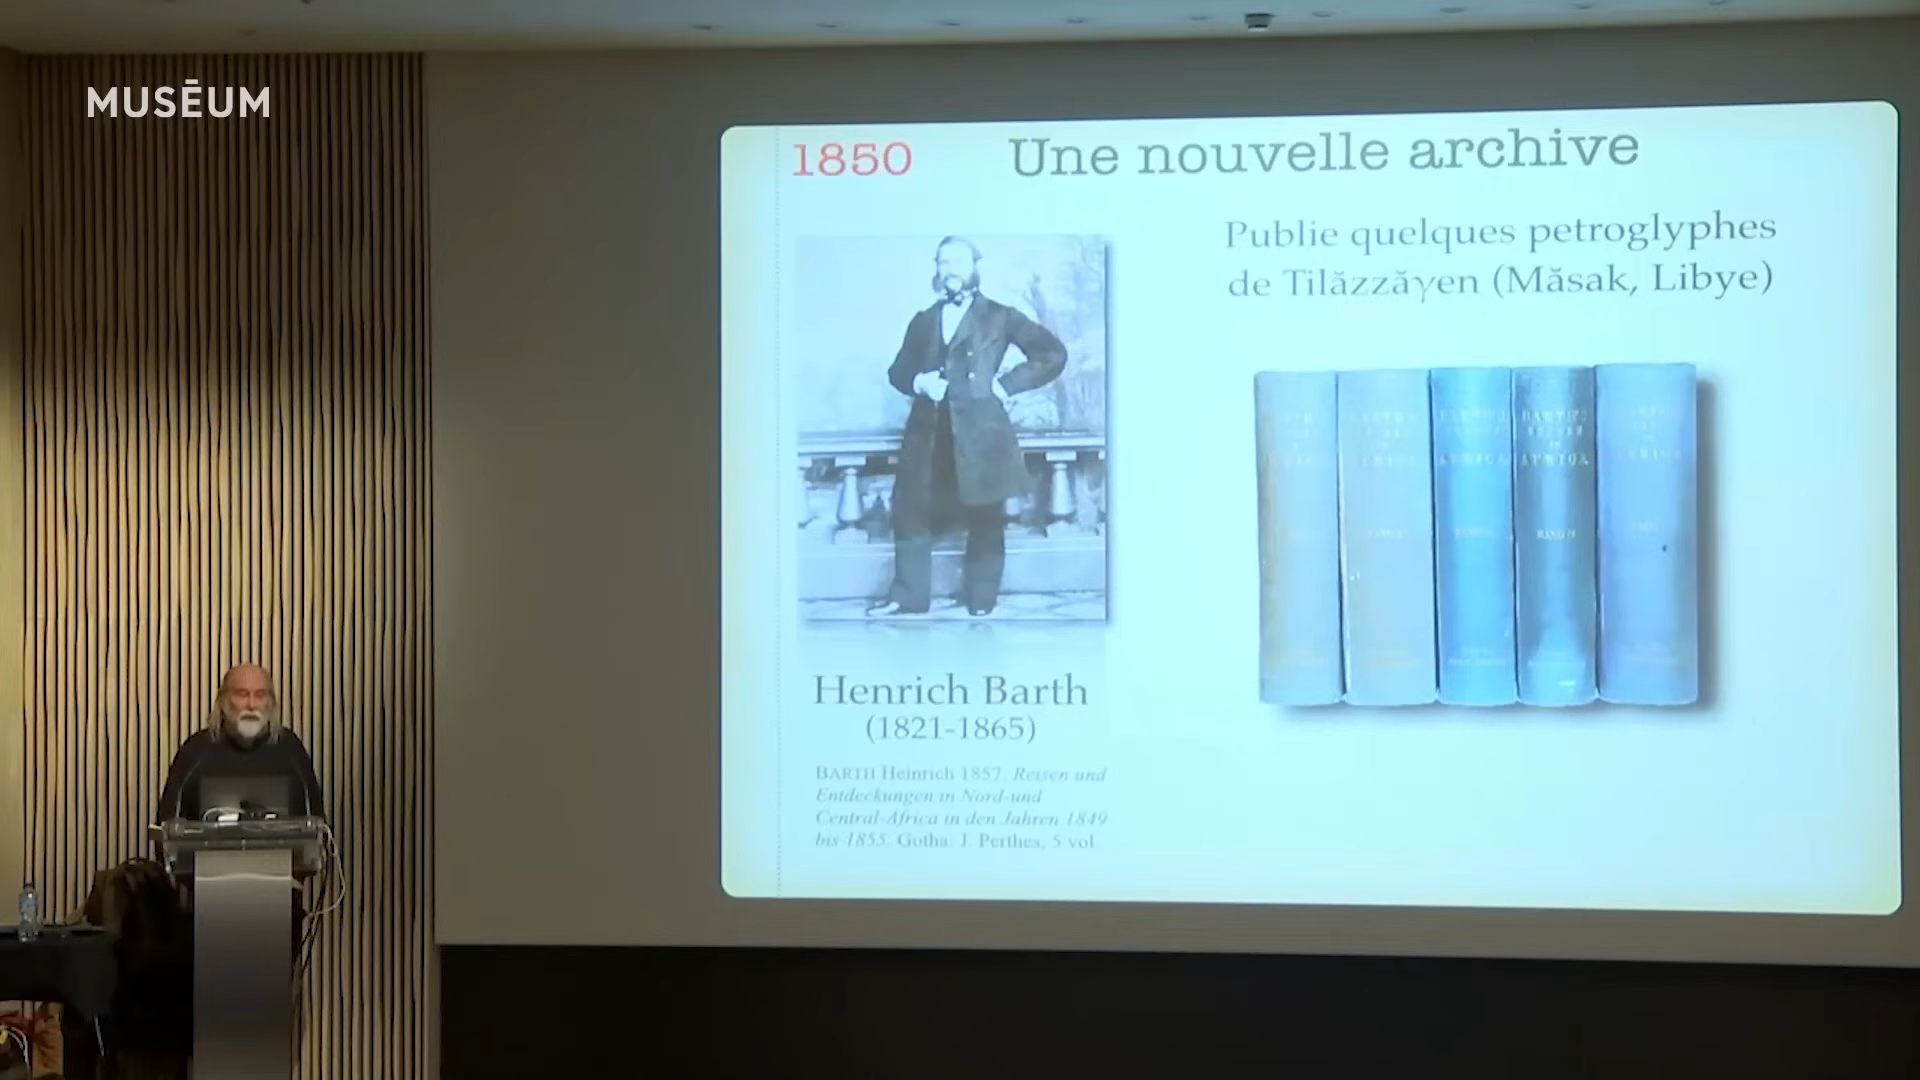 MUSĒUM
1850 Une nouvelle archive
Publie quelques petroglyphes
de Tilăzzăγen (Măsak, Libye)
Henrich Barth
(1821-1865)
BARTH Heinrich 1857. Reisen und
Entdeckungen in Nord-und
Central-Africa in den Jahren 1849
bis 1855. Gotha. J. Perthes, 5 vol